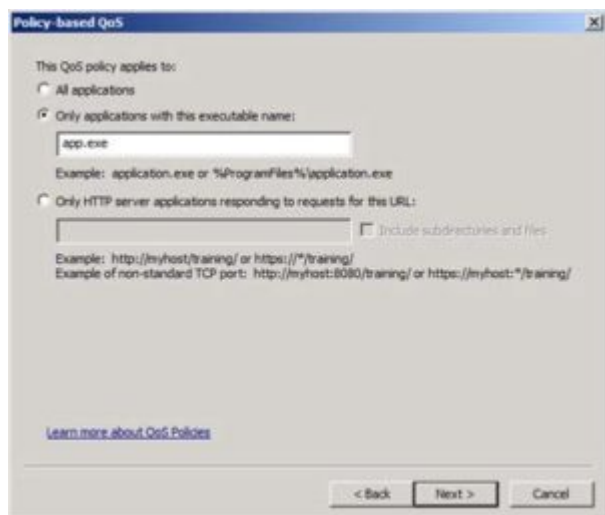 Policy-based QoS
This QoS policy applies to:
All applications
Only applications with this executable name:
app.exe
Example: application.exe or %ProgramFiles%\application.exe
Only HTTP server applications responding to requests for this URL:
Include subdirectories and files
Example: http://myhost/training/ or https://*/training/
Example of non-standard TCP port: http://myhost:8080/training/ or https://myhost:*/training/
Learn more about QoS Policies
< Back Next > Cancel